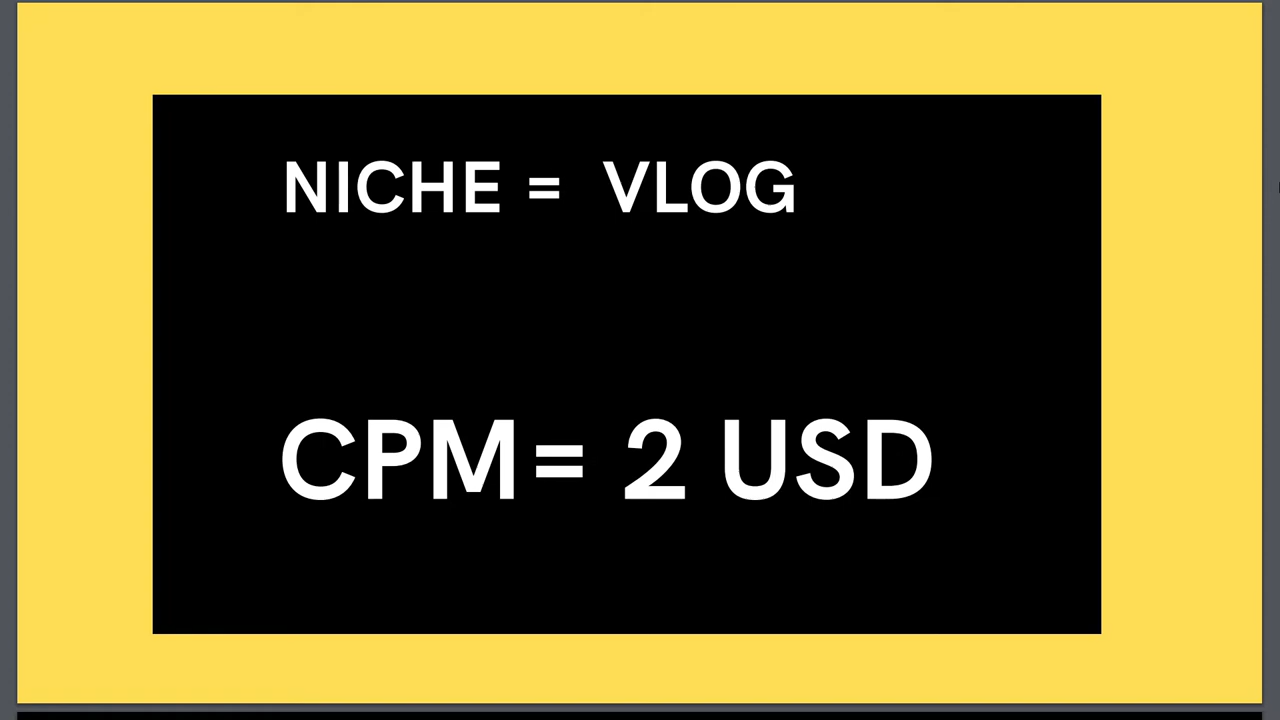 NICHE = VLOG
CPM= 2 USD